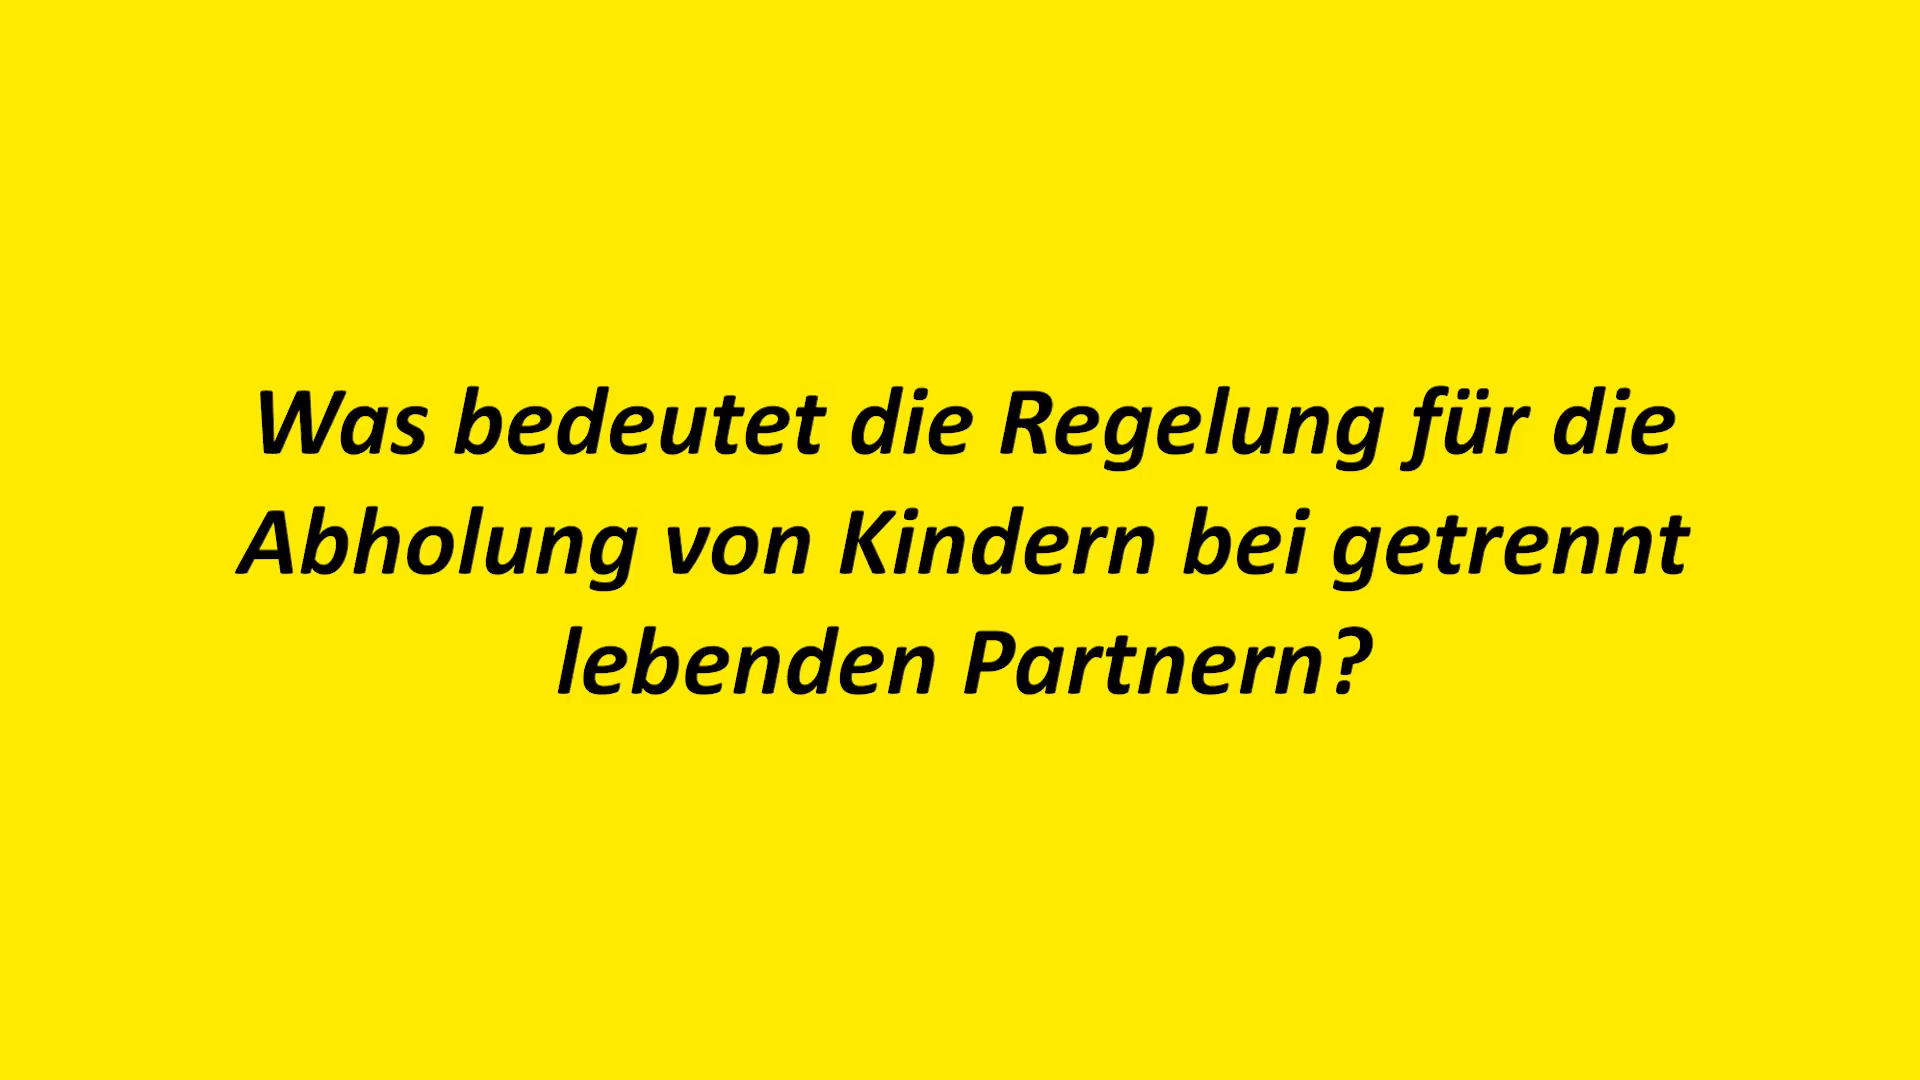 Was bedeutet die Regelung für die
Abholung von Kindern bei getrennt
lebenden Partnern?